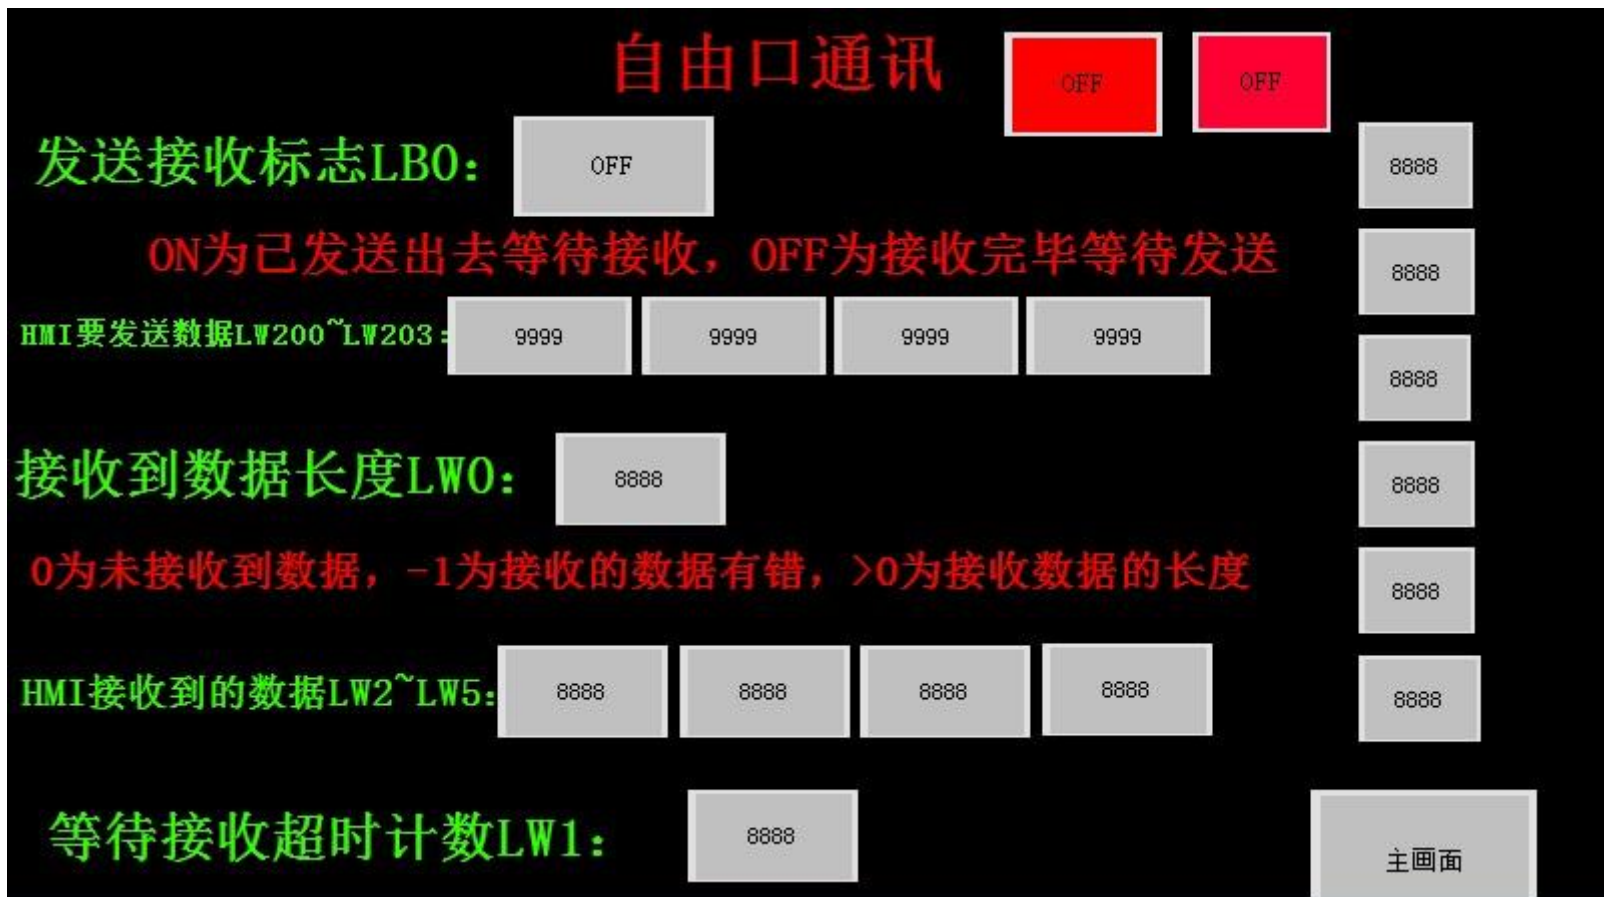 自由口通讯 OFF OFF
发送接收标志LB0: OFF 8888
ON为已发送出去等待接收，OFF为接收完毕等待发送 8888
HMI要发送数据LW200~LW203: 9999 9999 9999 9999 8888
接收到数据长度LW0: 8888 8888
0为未接收到数据，-1为接收的数据有错，>0为接收数据的长度 8888
HMI接收到的数据LW2~LW5: 8888 8888 8888 8888 8888
等待接收超时计数LW1: 8888
主画面